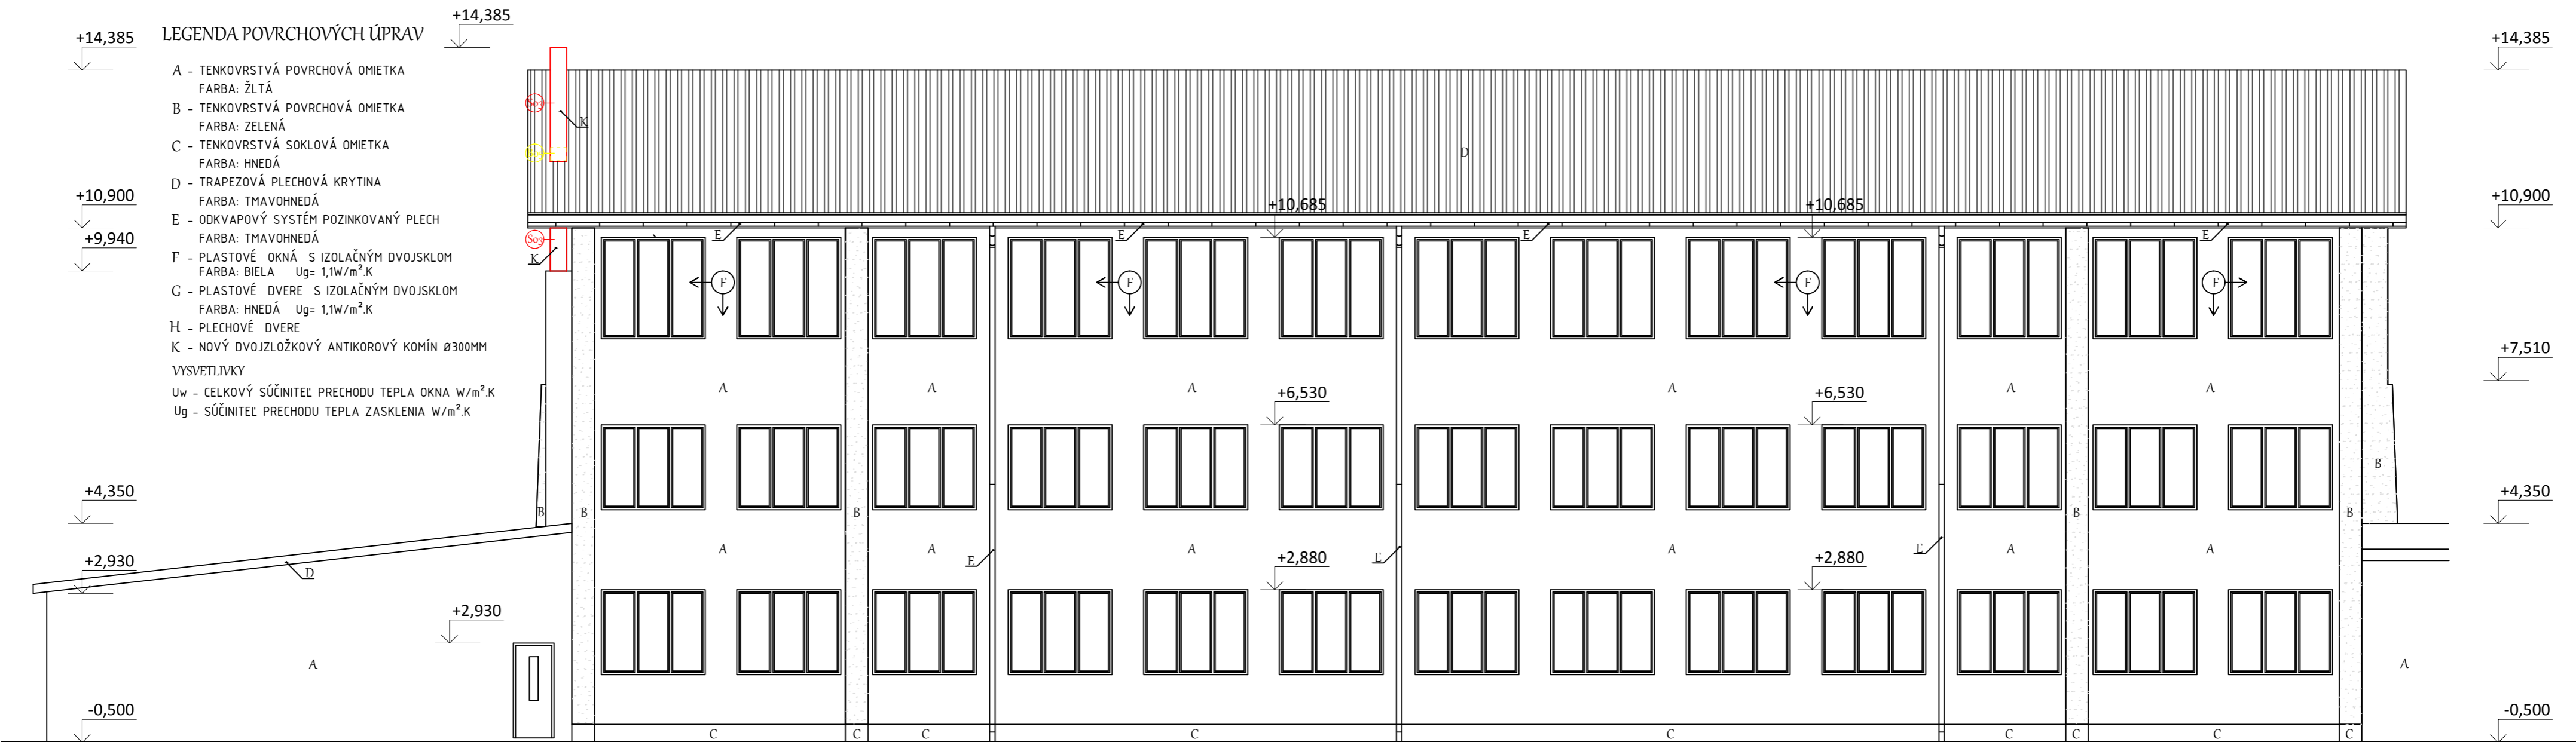 LEGENDA POVRCHOVÝCH ÚPRAV
A - TENKOVRSTVÁ POVRCHOVÁ OMIETKA
FARBA: ŽLTÁ
B - TENKOVRSTVÁ POVRCHOVÁ OMIETKA
FARBA: ZELENÁ
C - TENKOVRSTVÁ SOKLOVÁ OMIETKA
FARBA: HNEDÁ
D - TRAPEZOVÁ PLECHOVÁ KRYTINA
FARBA: TMAVOHNEDÁ
E - ODKVAPOVÝ SYSTÉM POZINKOVANÝ PLECH
FARBA: TMAVOHNEDÁ
F - PLASTOVÉ OKNÁ S IZOLAČNÝM DVOJSKLOM
FARBA: BIELA Ug= 1,1W/m².K
G - PLASTOVÉ DVERE S IZOLAČNÝM DVOJSKLOM
FARBA: HNEDÁ Ug= 1,1W/m².K
H - PLECHOVÉ DVERE
K - NOVÝ DVOJZLOŽKOVÝ ANTIKOROVÝ KOMÍN Ø300MM
VYSVETLIVKY
Uw - CELKOVÝ SÚČINITEĽ PRECHODU TEPLA OKNA W/m².K
Ug - SÚČINITEĽ PRECHODU TEPLA ZASKLENIA W/m².K
+14,385
+10,900
+9,940
+4,350
+2,930
-0,500
+14,385
+2,930
S03
K
S03
K
D
+10,685
+10,685
E
E
E
E
F
F
F
F
A
A
A
A
A
A
+6,530
+6,530
B
B
B
B
B
B
A
A
A
A
A
A
E
E
E
+2,880
+2,880
D
A
A
C
C
C
C
C
C
C
C
C
+14,385
+10,900
+7,510
+4,350
-0,500